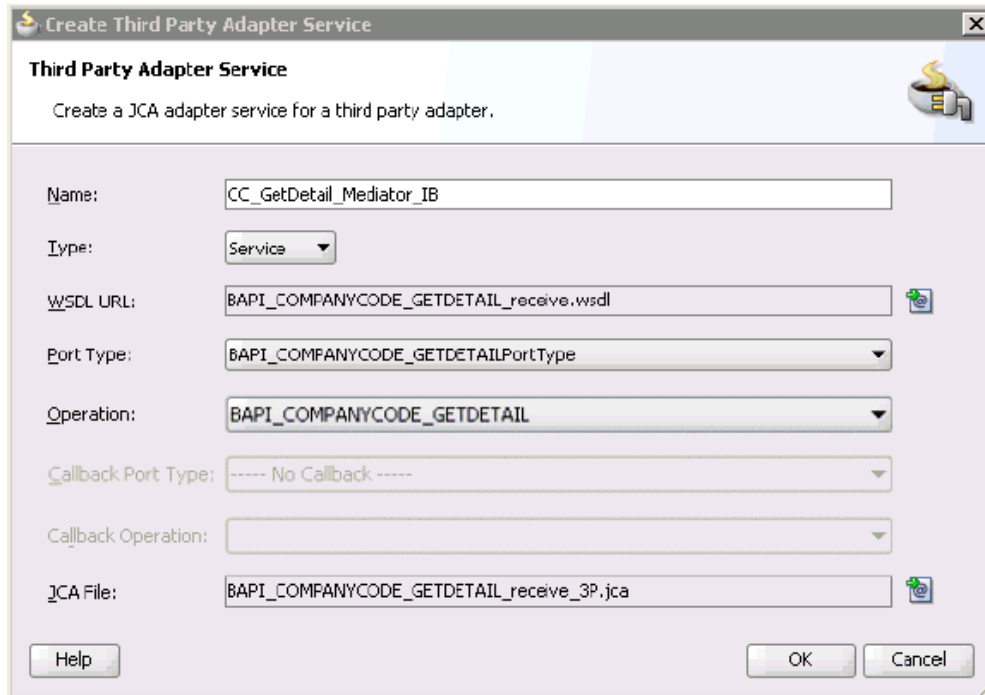 Create Third Party Adapter Service
Third Party Adapter Service
Create a JCA adapter service for a third party adapter.
Name: CC_GetDetail_Mediator_IB
Type: Service
WSDL URL: BAPI_COMPANYCODE_GETDETAIL_receive.wsdl
Port Type: BAPI_COMPANYCODE_GETDETAILPortType
Operation: BAPI_COMPANYCODE_GETDETAIL
Callback Port Type: ----- No Callback -----
Callback Operation:
JCA File: BAPI_COMPANYCODE_GETDETAIL_receive_3P.jca
Help OK Cancel